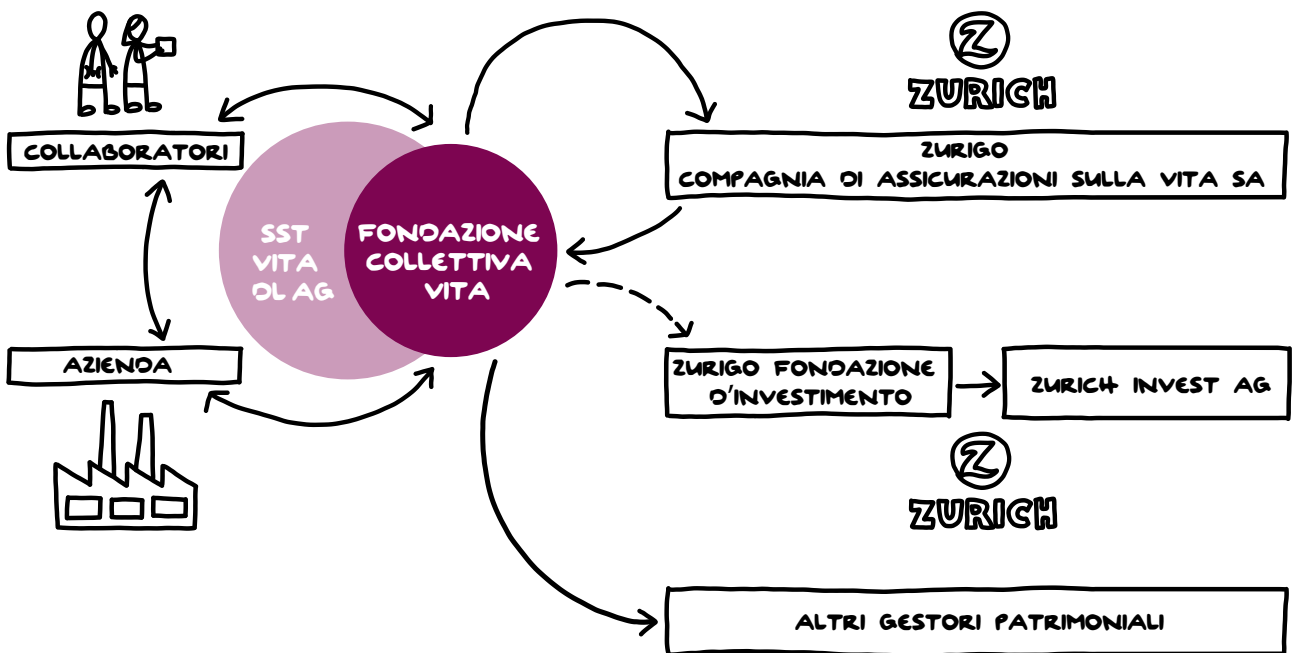 Z
ZURICH
COLLABORATORI
ZURIGO
COMPAGNIA DI ASSICURAZIONI SULLA VITA SA
SST
VITA
DL AG
FONDAZIONE
COLLETTIVA
VITA
AZIENDA
ZURIGO FONDAZIONE
D'INVESTIMENTO
ZURICH INVEST AG
Z
ZURICH
ALTRI GESTORI PATRIMONIALI